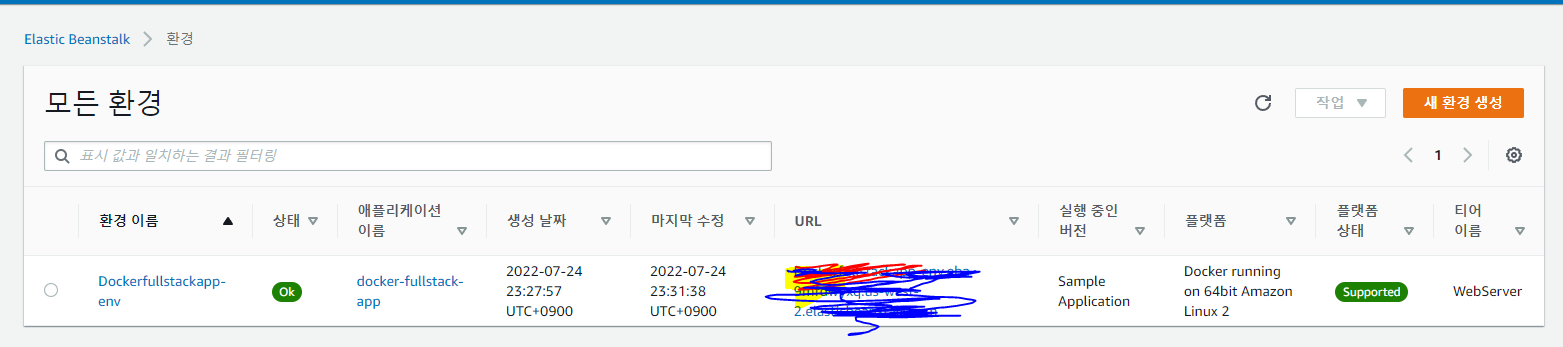 Elastic Beanstalk > 환경
모든 환경
작업
새 환경 생성
표시 값과 일치하는 결과 필터링
1
환경 이름
상태
애플리케이션
이름
생성 날짜
마지막 수정
URL
실행 중인
버전
플랫폼
플랫폼
상태
티어
이름
Dockerfullstackapp-
env
Ok
docker-fullstack-
app
2022-07-24
23:27:57
UTC+0900
2022-07-24
23:31:38
UTC+0900
Sample
Application
Docker running
on 64bit Amazon
Linux 2
Supported
WebServer